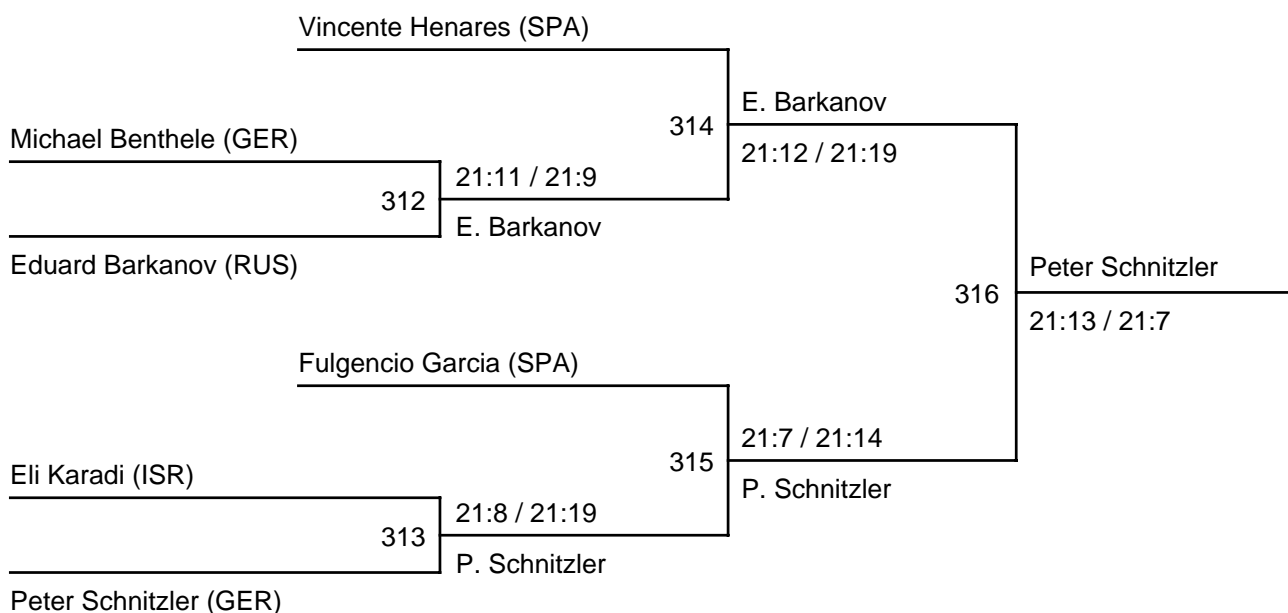 Vincente Henares (SPA)
E. Barkanov
314
Michael Benthele (GER)
21:12 / 21:19
21:11 / 21:9
312
E. Barkanov
Eduard Barkanov (RUS)
Peter Schnitzler
316
21:13 / 21:7
Fulgencio Garcia (SPA)
21:7 / 21:14
315
Eli Karadi (ISR)
P. Schnitzler
21:8 / 21:19
313
P. Schnitzler
Peter Schnitzler (GER)